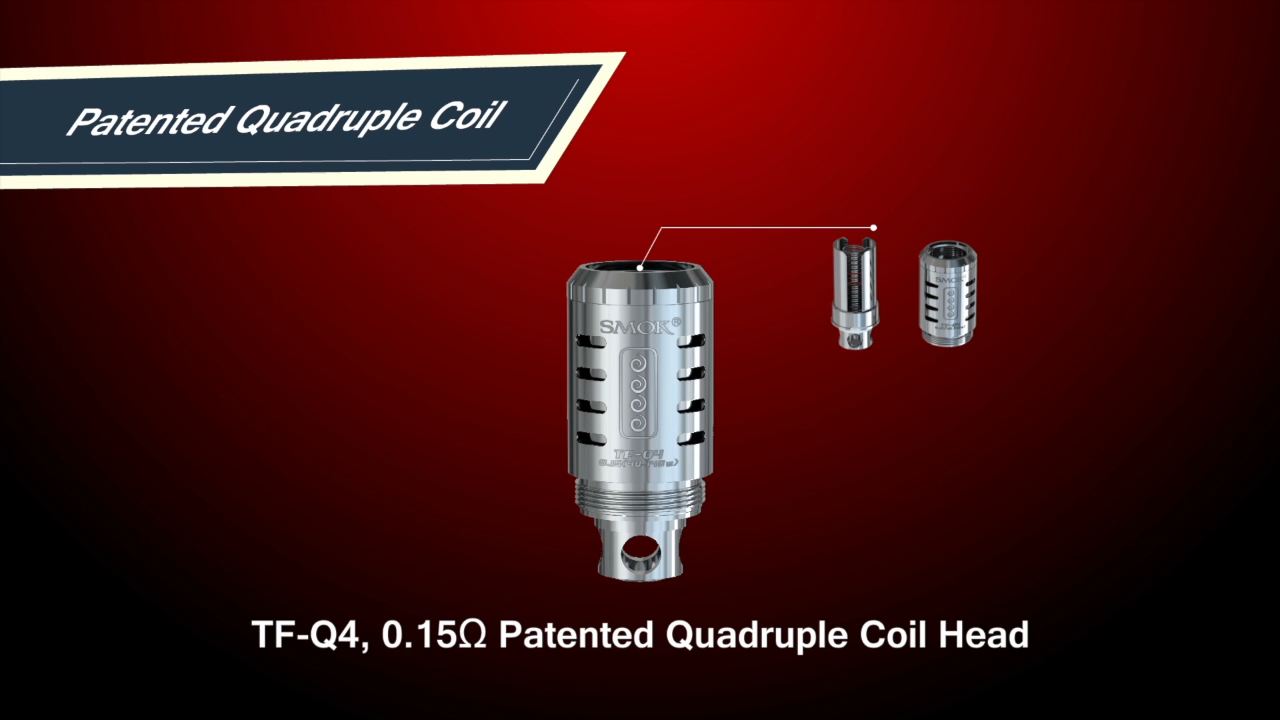 Patented Quadruple Coil
SMOK®
TF-Q4
TF-Q4, 0.15Ω Patented Quadruple Coil Head